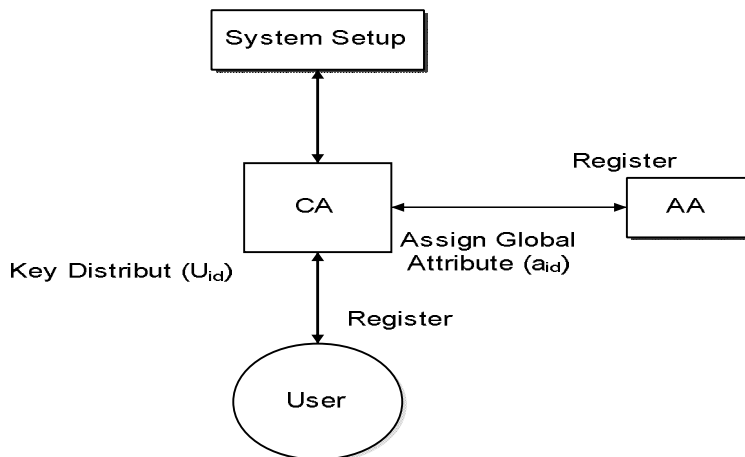 System Setup
Register
CA
AA
Assign Global
Attribute (aid)
Key Distribut (Uid)
Register
User